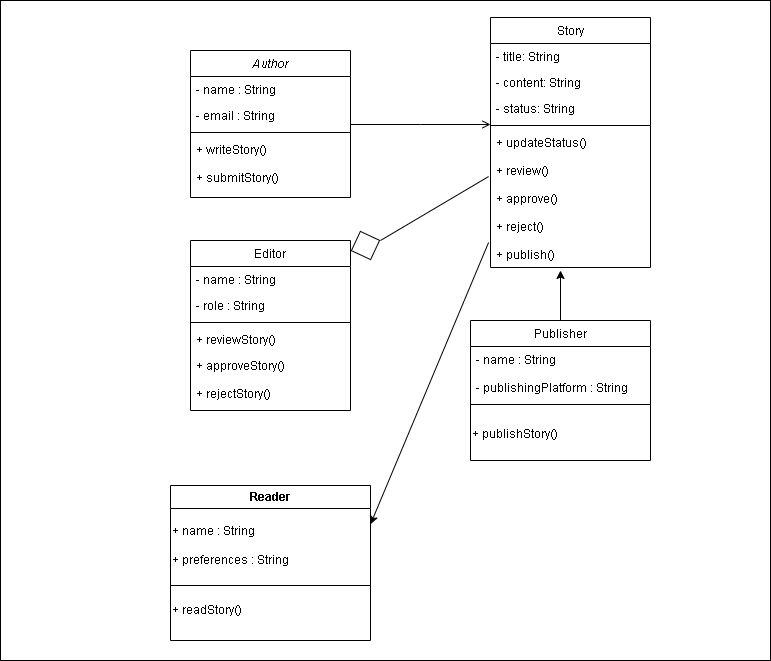 Author
- name : String
- email : String
+ writeStory()
+ submitStory()
Story
- title: String
- content: String
- status: String
+ updateStatus()
+ review()
+ approve()
+ reject()
+ publish()
Editor
- name : String
- role : String
+ reviewStory()
+ approveStory()
+ rejectStory()
Publisher
- name : String
- publishingPlatform : String
+ publishStory()
Reader
+ name : String
+ preferences : String
+ readStory()